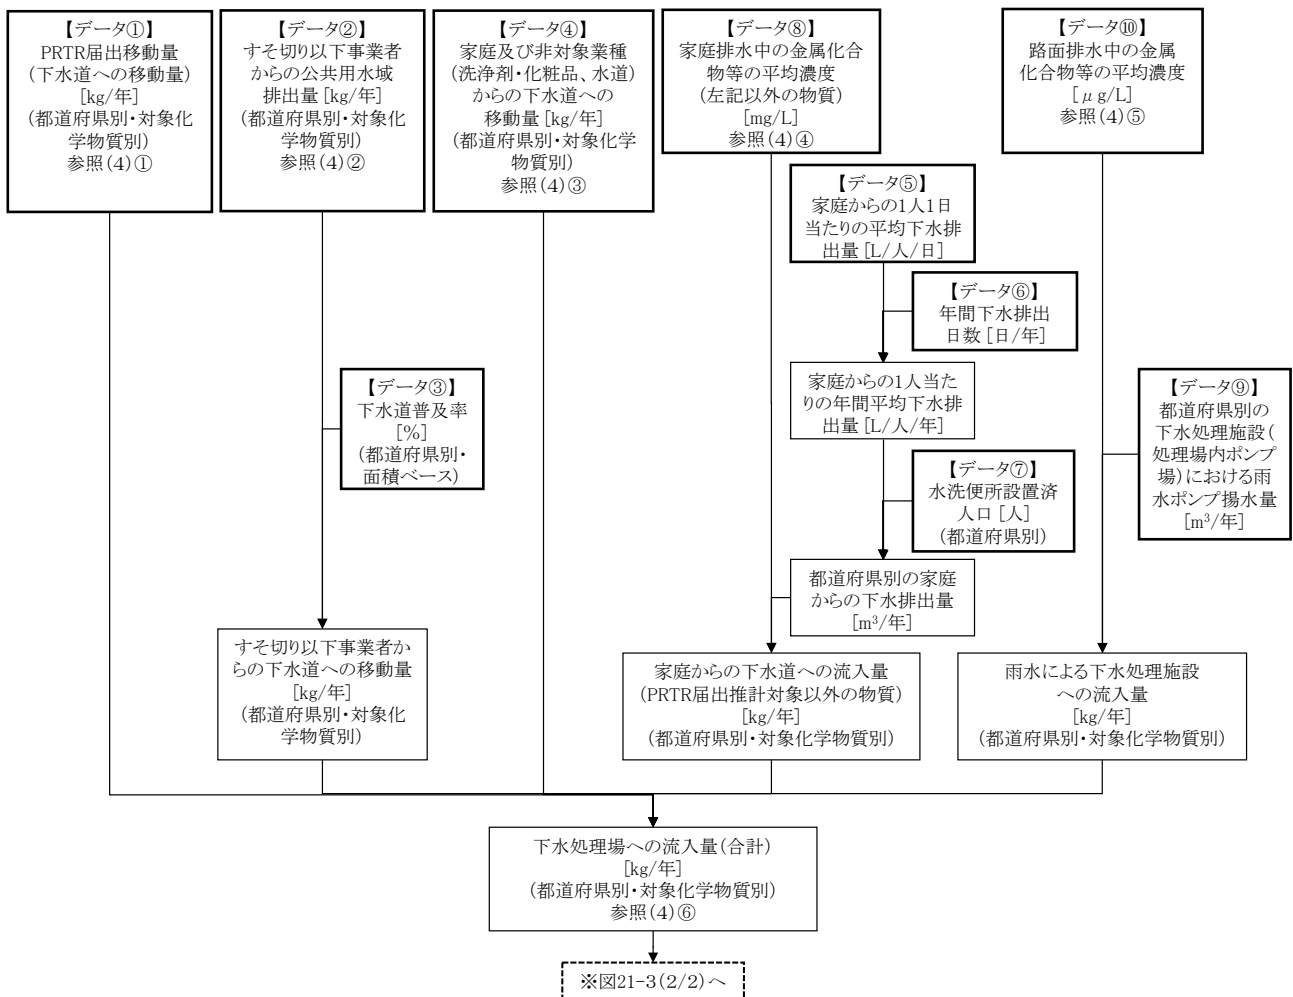 【データ①】
PRTR届出移動量
(下水道への移動量)
[kg/年]
(都道府県別・対象化
学物質別)
参照(4)①
【データ②】
すそ切り以下事業者
からの公共用水域
排出量[kg/年]
(都道府県別・対象化
学物質別)
参照(4)②
【データ④】
家庭及び非対象業種
(洗浄剤・化粧品、水道)
からの下水道への
移動量[kg/年]
(都道府県別・対象化学
物質別)
参照(4)③
【データ⑧】
家庭排水中の金属化合
物等の平均濃度
(左記以外の物質)
[mg/L]
参照(4)④
【データ⑩】
路面排水中の金属
化合物等の平均濃度
[μg/L]
参照(4)⑤
【データ⑤】
家庭からの1人1日
当たりの平均下水排
出量[L/人/日]
【データ⑥】
年間下水排出
日数[日/年]
【データ③】
下水道普及率
[%]
(都道府県別・
面積ベース)
家庭からの1人当た
りの年間平均下水排
出量[L/人/年]
【データ⑨】
都道府県別の
下水処理施設(
処理場内ポンプ
場)における雨
水ポンプ揚水量
[m³/年]
【データ⑦】
水洗便所設置済
人口[人]
(都道府県別)
都道府県別の家庭
からの下水排出量
[m³/年]
すそ切り以下事業者か
らの下水道への移動量
[kg/年]
(都道府県別・対象化
学物質別)
家庭からの下水道への流入量
(PRTR届出推計対象以外の物質)
[kg/年]
(都道府県別・対象化学物質別)
雨水による下水処理施設
への流入量
[kg/年]
(都道府県別・対象化学物質別)
下水処理場への流入量(合計)
[kg/年]
(都道府県別・対象化学物質別)
参照(4)⑥
※図21-3(2/2)へ